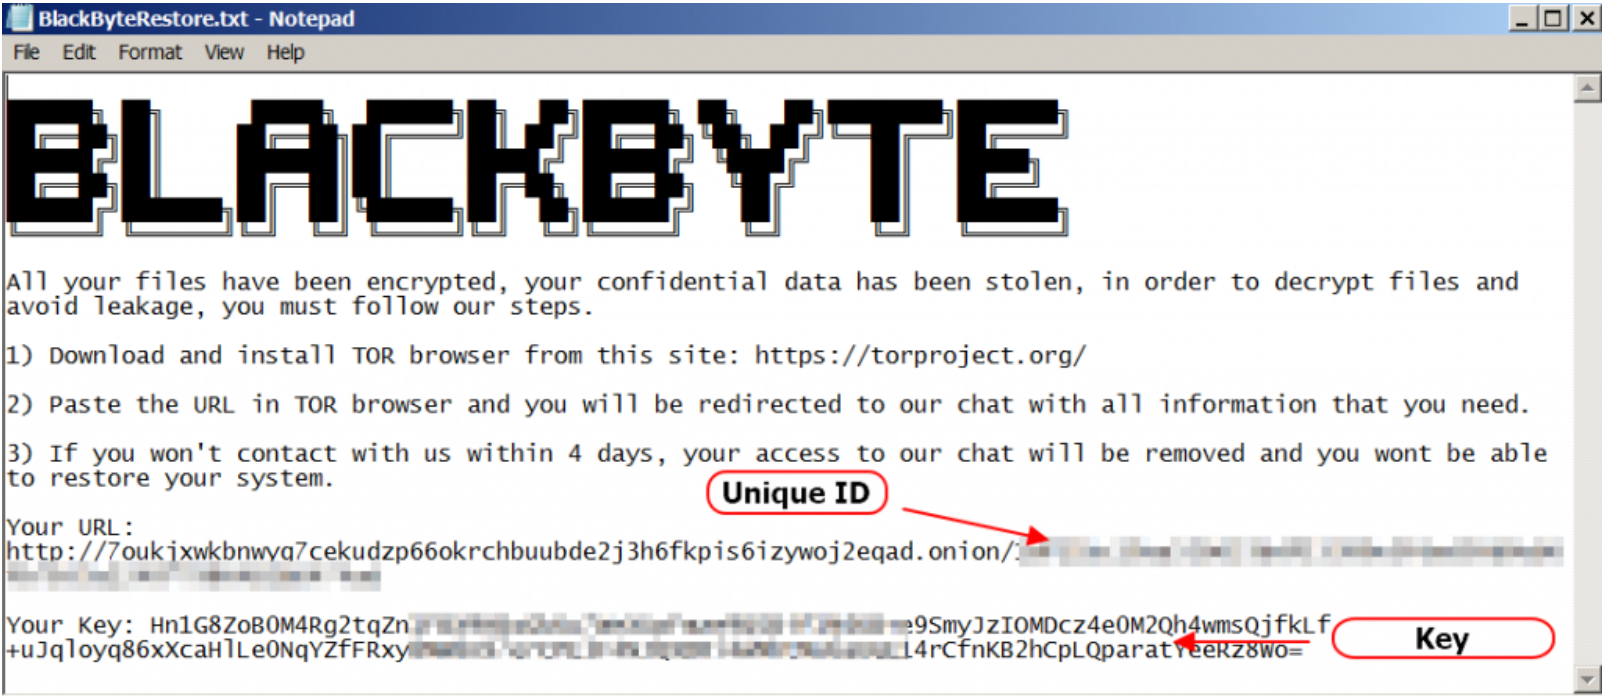 BlackByteRestore.txt - Notepad
File Edit Format View Help
BLACKBYTE
All your files have been encrypted, your confidential data has been stolen, in order to decrypt files and
avoid leakage, you must follow our steps.
1) Download and install TOR browser from this site: https://torproject.org/
2) Paste the URL in TOR browser and you will be redirected to our chat with all information that you need.
3) If you won't contact with us within 4 days, your access to our chat will be removed and you wont be able
to restore your system.
Unique ID
Your URL:
http://7oukjxwkbnwyg7cekudzp66okrchbuubde2j3h6fkpis6izywoj2eqad.onion/
Your Key: Hn1G8ZoBOM4Rg2tqZn e9SmyJzIOMDcz4e0M2Qh4wmsQjfkLf
Key
+uJqloyq86xXcaHlLe0NqYZfFRxy 14rCfnKB2hCpLQparatYeeRz8Wo=